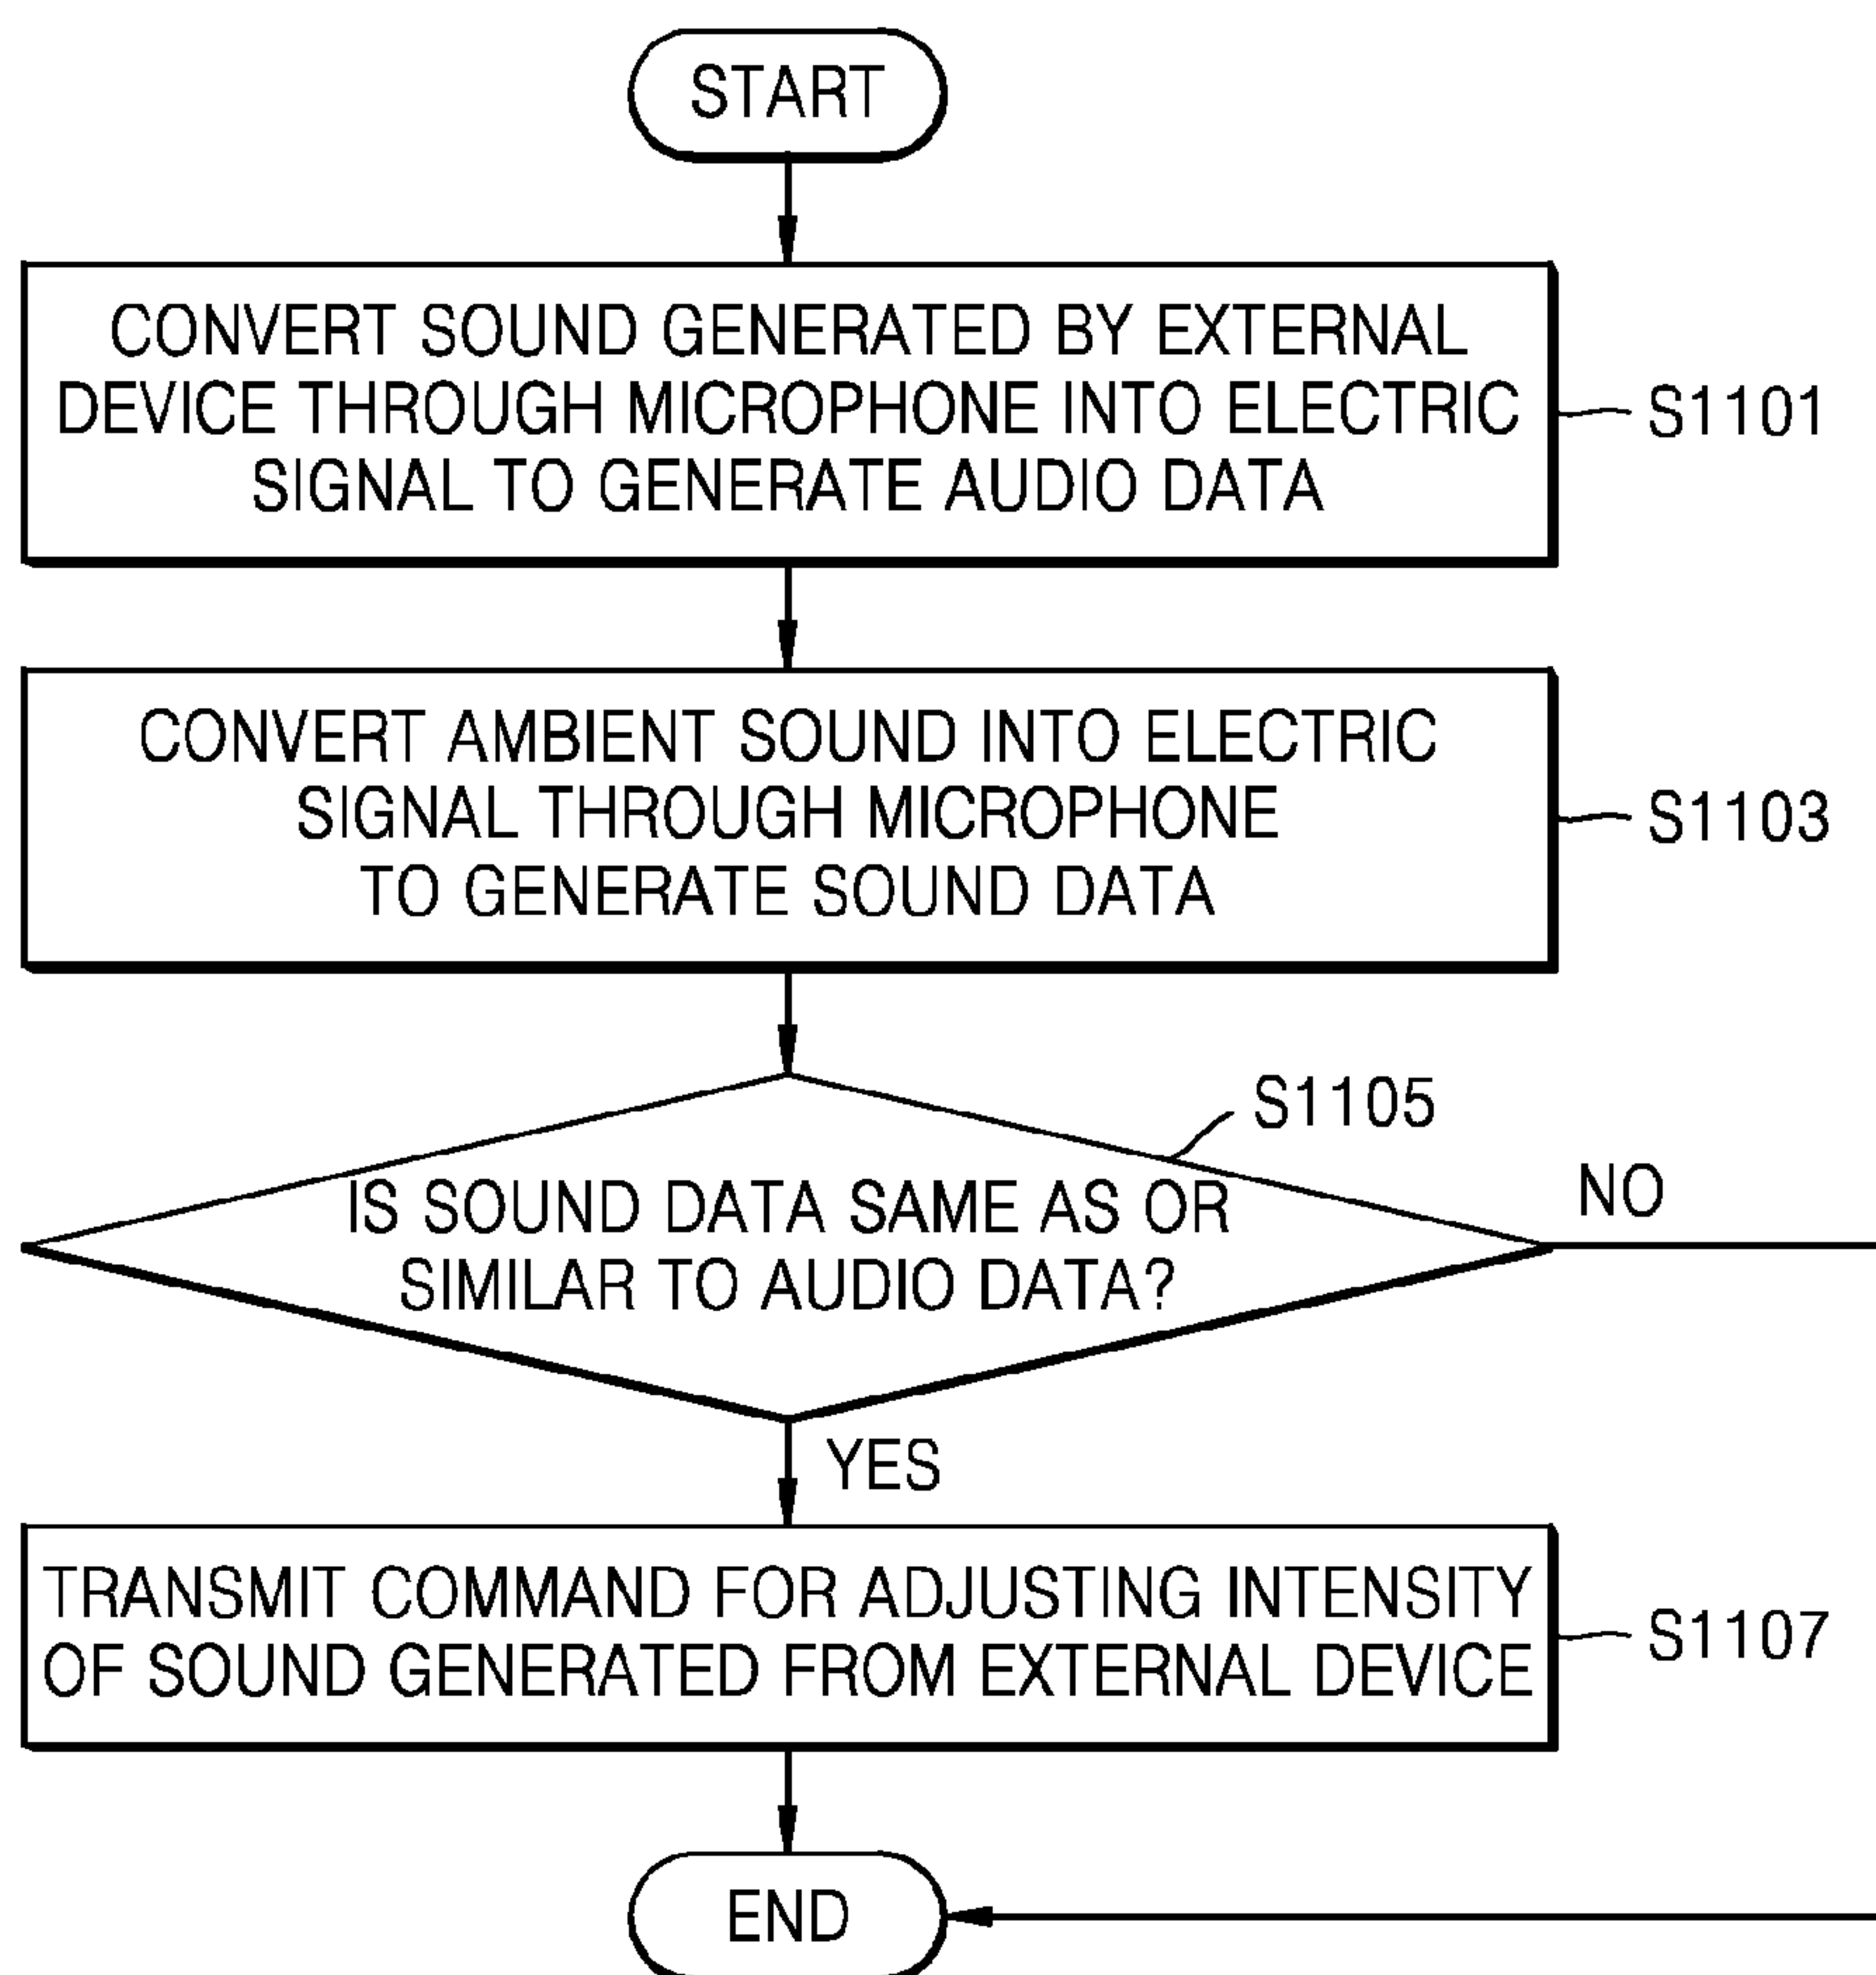 START
CONVERT SOUND GENERATED BY EXTERNAL
DEVICE THROUGH MICROPHONE INTO ELECTRIC
SIGNAL TO GENERATE AUDIO DATA
S1101
CONVERT AMBIENT SOUND INTO ELECTRIC
SIGNAL THROUGH MICROPHONE
TO GENERATE SOUND DATA
S1103
S1105
IS SOUND DATA SAME AS OR
SIMILAR TO AUDIO DATA?
NO
YES
TRANSMIT COMMAND FOR ADJUSTING INTENSITY
OF SOUND GENERATED FROM EXTERNAL DEVICE
S1107
END